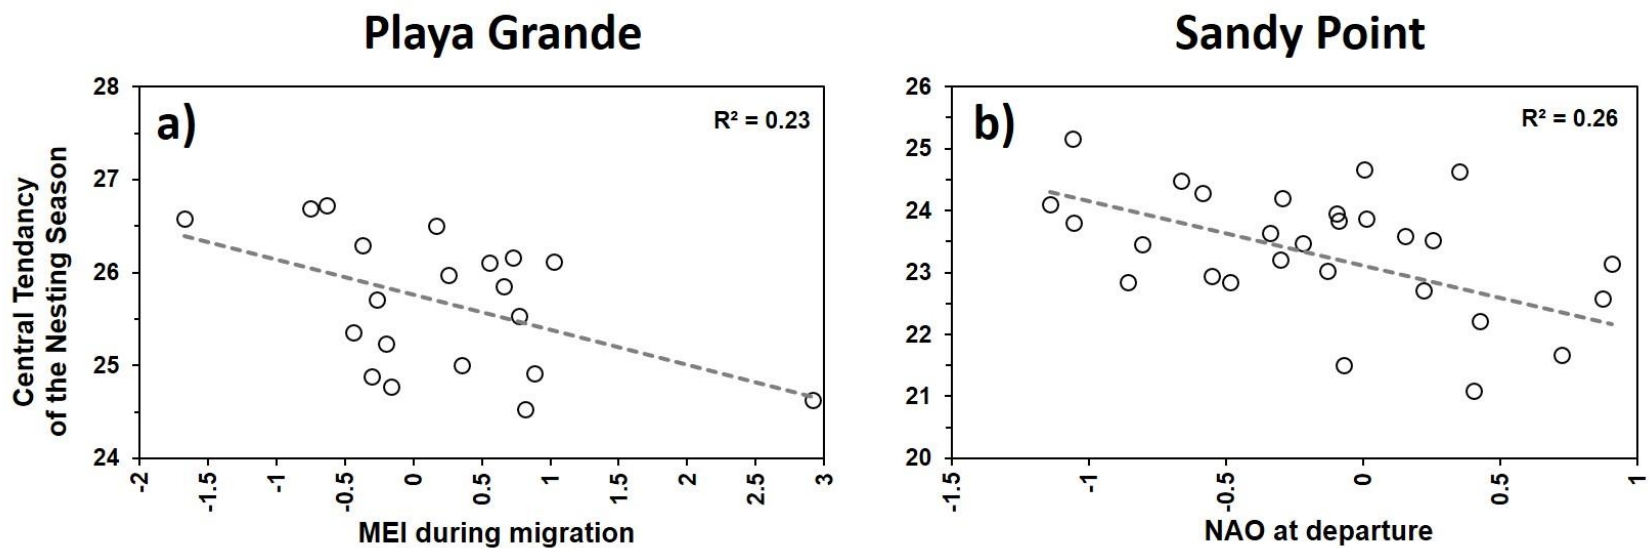 Playa Grande
Sandy Point
Central Tendancy
of the Nesting Season
28
27
26
25
24
a)
R² = 0.23
-2
-1.5
-1
-0.5
0
0.5
1
1.5
2
2.5
3
MEI during migration
26
25
24
23
22
21
20
b)
R² = 0.26
-1.5
-1
-0.5
0
0.5
1
NAO at departure